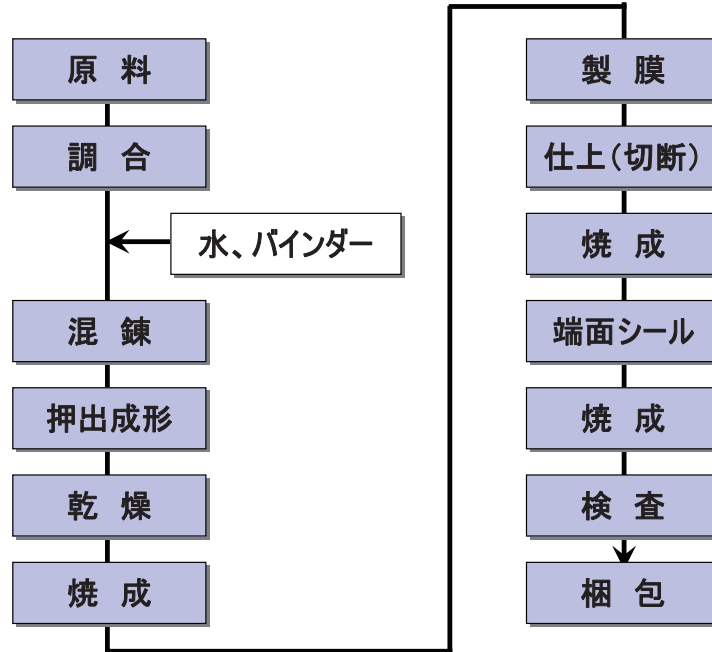 原 料
調 合
水、バインダー
混 錬
押出成形
乾 燥
焼 成
製 膜
仕上(切断)
焼 成
端面シール
焼 成
検 査
梱 包